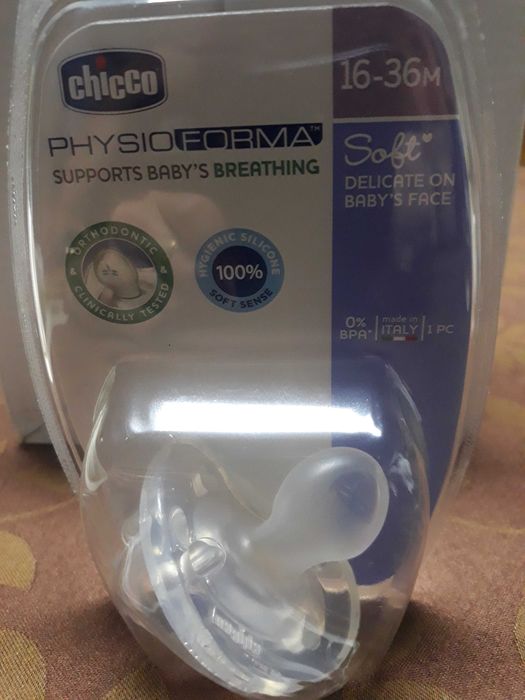 chicco
16-36M
PHYSIOFORMA™
SUPPORTS BABY'S BREATHING
Soft
DELICATE ON
BABY'S FACE
ORTHODONTIC
CLINICALLY TESTED
HYGIENIC SILICONE
100%
SOFT SENSE
0%
BPA*
made in
ITALY
1 PC